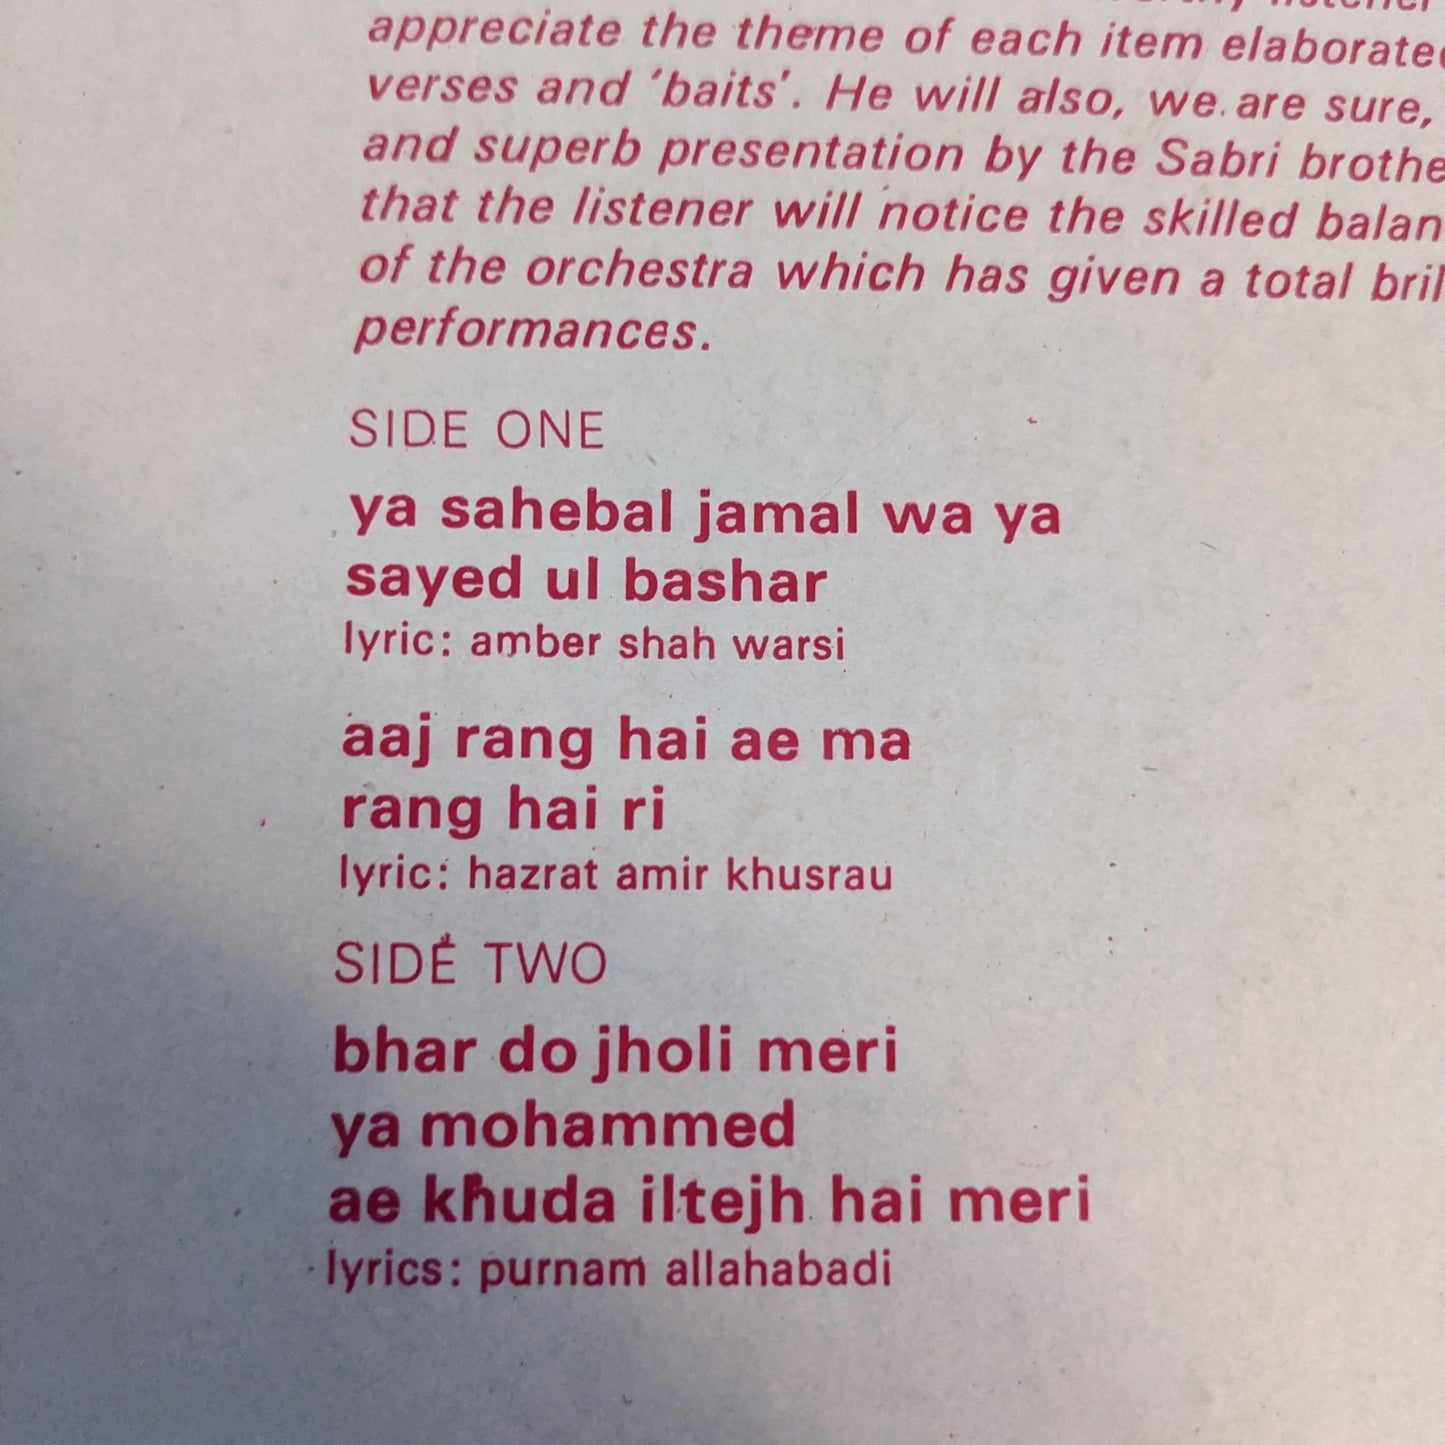 appreciate the theme of each item elaborated
verses and 'baits'. He will also, we are sure,
and superb presentation by the Sabri brothe
that the listener will notice the skilled balan
of the orchestra which has given a total bril
performances.
SIDE ONE
ya sahebal jamal wa ya
sayed ul bashar
lyric: amber shah warsi
aaj rang hai ae ma
rang hai ri
lyric: hazrat amir khusrau
SIDE TWO
bhar do jholi meri
ya mohammed
ae khuda iltejh hai meri
lyrics: purnam allahabadi